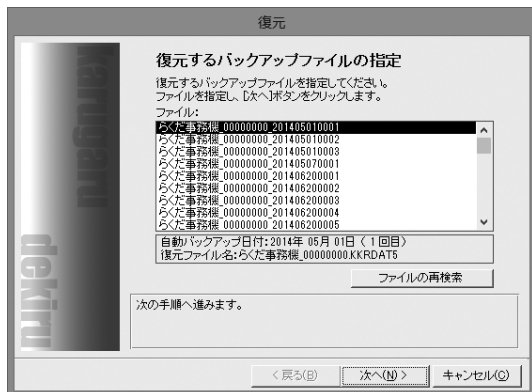 復元
karugaru
dekiru
復元するバックアップファイルの指定
復元するバックアップファイルを指定してください。
ファイルを指定し、[次へ]ボタンをクリックします。
ファイル:
らくだ事務機_00000000_201405010001
らくだ事務機_00000000_201405010002
らくだ事務機_00000000_201405010003
らくだ事務機_00000000_201405070001
らくだ事務機_00000000_201406200001
らくだ事務機_00000000_201406200002
らくだ事務機_00000000_201406200003
らくだ事務機_00000000_201406200004
らくだ事務機_00000000_201406200005
自動バックアップ日付:2014年 05月 01日 ( 1回目)
復元ファイル名:らくだ事務機_00000000.KKRDAT5
ファイルの再検索
次の手順へ進みます。
< 戻る(B)
次へ(N) >
キャンセル(C)